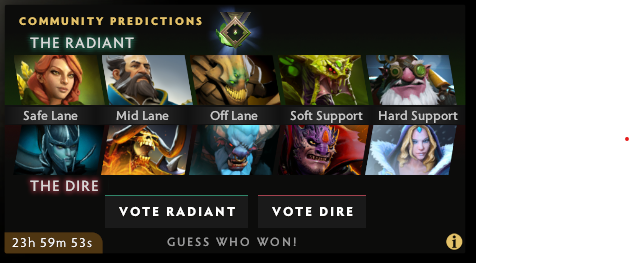 COMMUNITY PREDICTIONS
THE RADIANT
Safe Lane Mid Lane Off Lane Soft Support Hard Support
THE DIRE
VOTE RADIANT VOTE DIRE
23h 59m 53s GUESS WHO WON! i